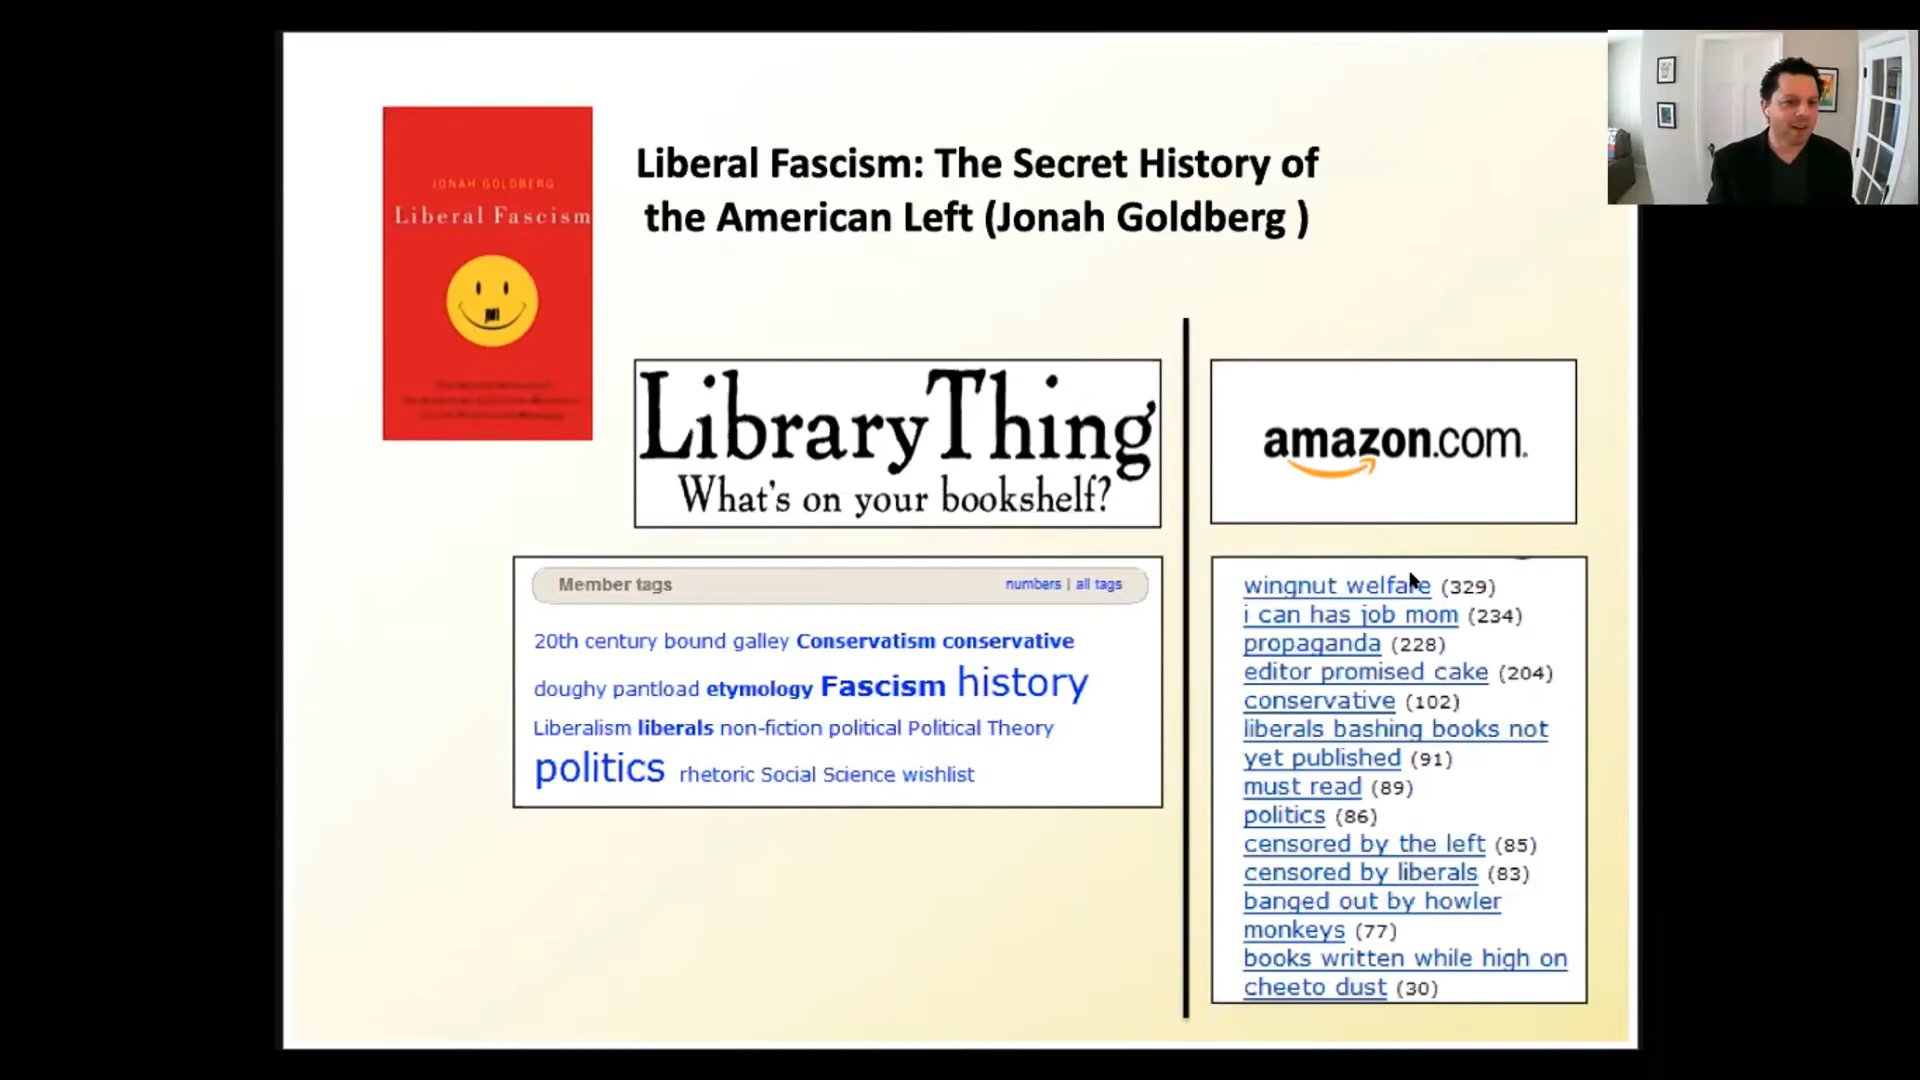 JONAH GOLDBERG
Liberal Fascism
Liberal Fascism: The Secret History of
the American Left (Jonah Goldberg )
LibraryThing
What's on your bookshelf?
amazon.com.
Member tags
numbers | all tags
20th century bound galley Conservatism conservative
doughy pantload etymology Fascism history
Liberalism liberals non-fiction political Political Theory
politics rhetoric Social Science wishlist
wingnut welfare (329)
i can has job mom (234)
propaganda (228)
editor promised cake (204)
conservative (102)
liberals bashing books not
yet published (91)
must read (89)
politics (86)
censored by the left (85)
censored by liberals (83)
banged out by howler
monkeys (77)
books written while high on
cheeto dust (30)